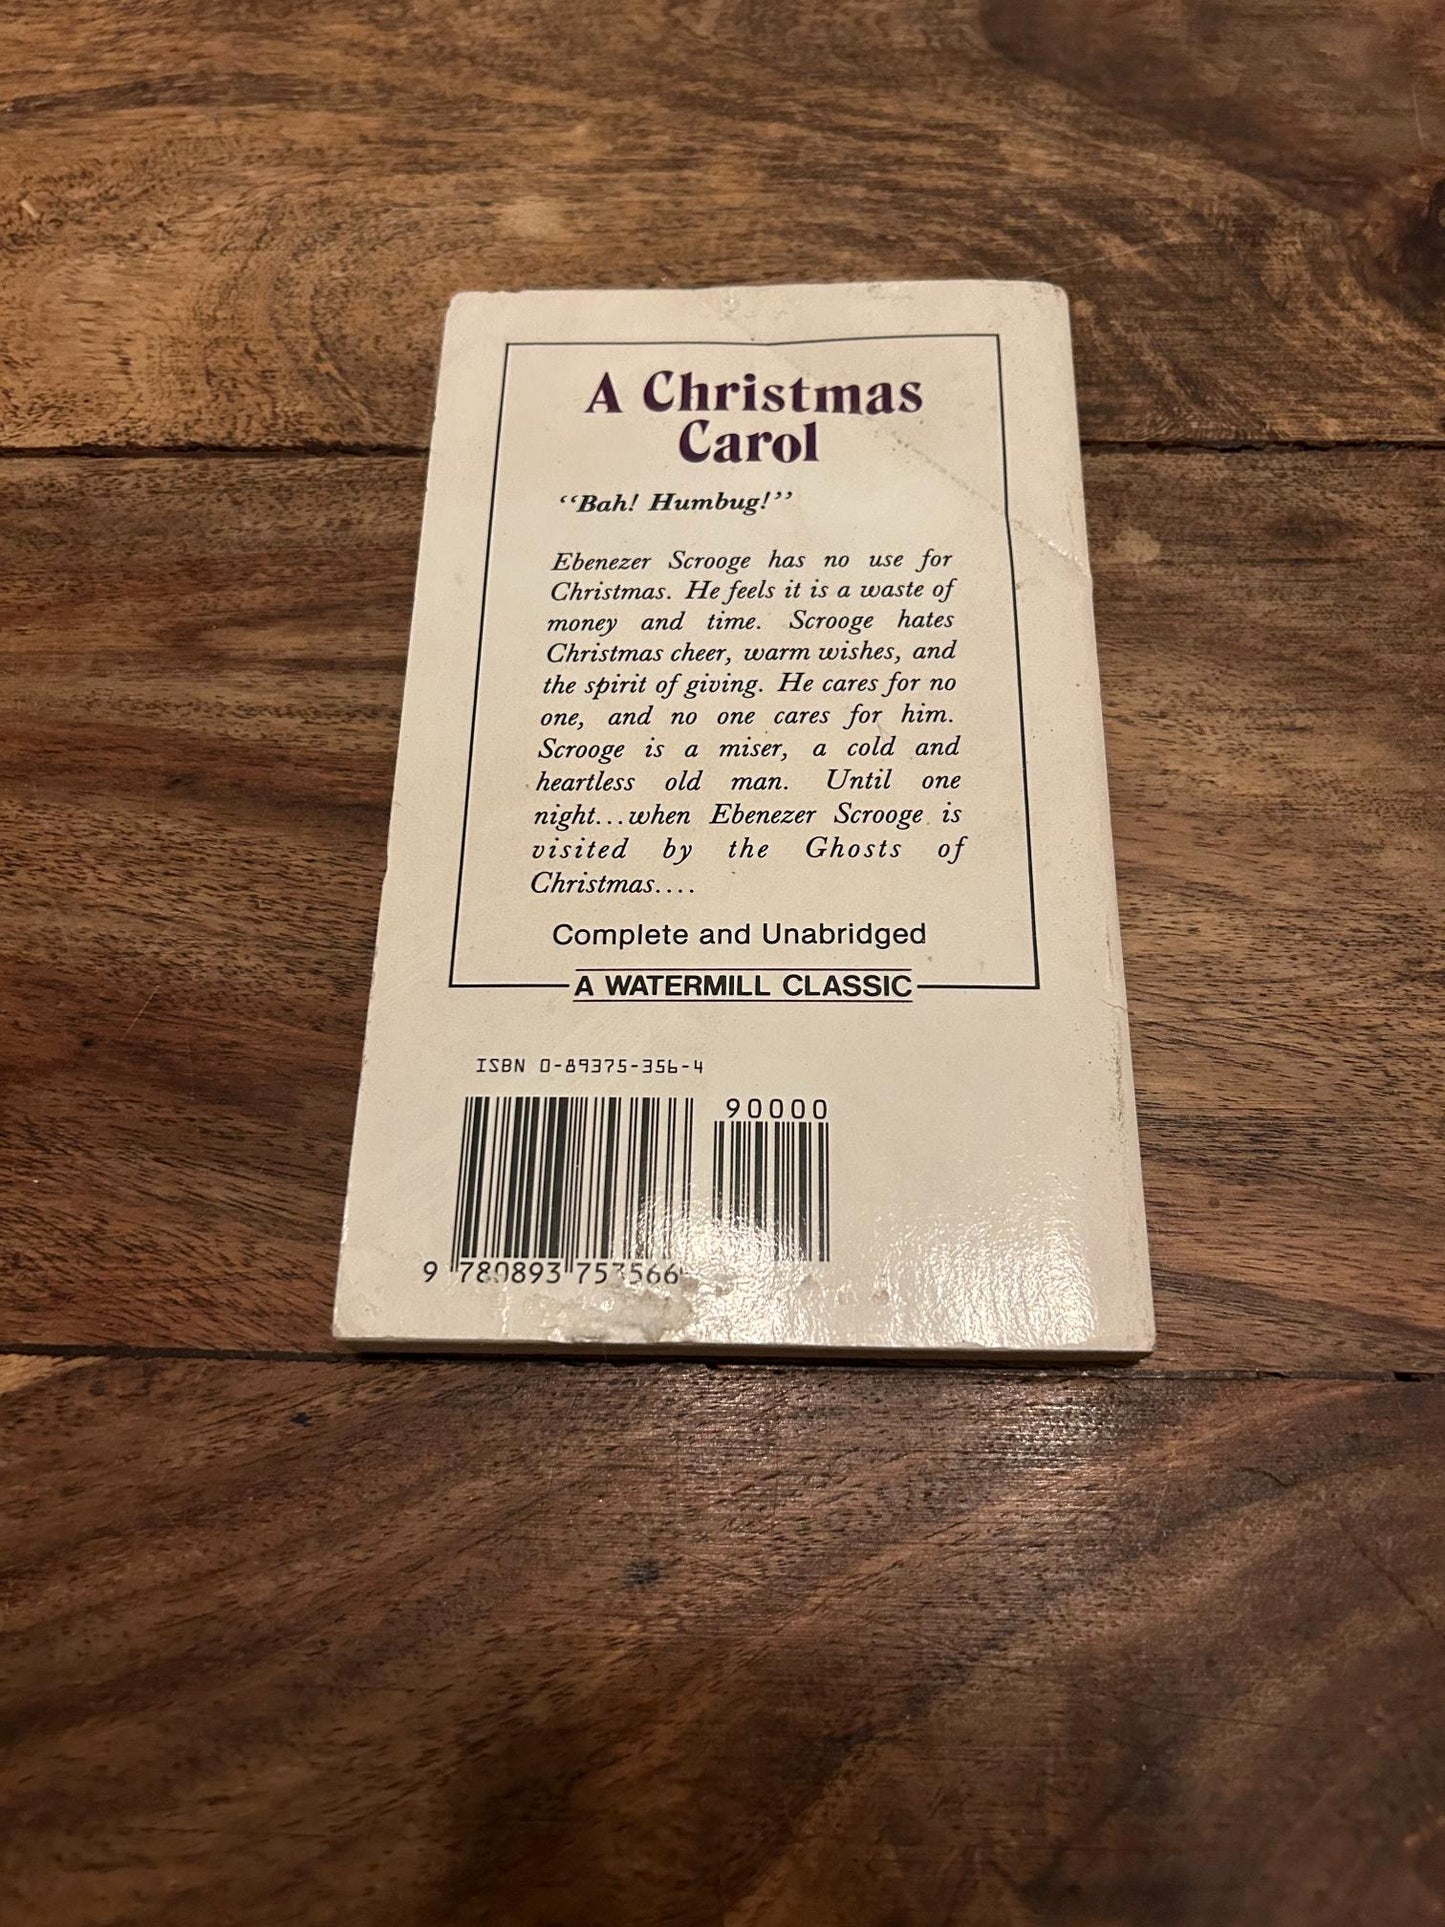 A Christmas
Carol
“Bah! Humbug!”
Ebenezer Scrooge has no use for
Christmas. He feels it is a waste of
money and time. Scrooge hates
Christmas cheer, warm wishes, and
the spirit of giving. He cares for no
one, and no one cares for him.
Scrooge is a miser, a cold and
heartless old man. Until one
night...when Ebenezer Scrooge is
visited by the Ghosts of
Christmas....
Complete and Unabridged
A WATERMILL CLASSIC
ISBN 0-89375-356-4
90000
9 780893 753566